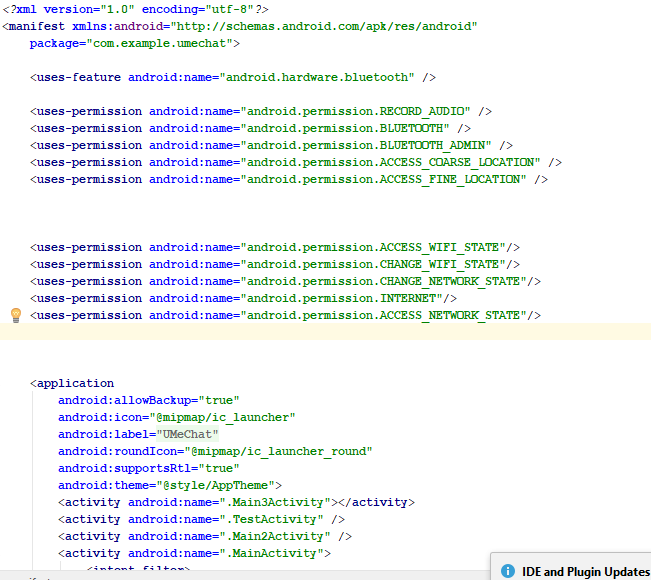 <?xml version="1.0" encoding="utf-8"?>
<manifest xmlns:android="http://schemas.android.com/apk/res/android"
package="com.example.umechat">
<uses-feature android:name="android.hardware.bluetooth" />
<uses-permission android:name="android.permission.RECORD_AUDIO" />
<uses-permission android:name="android.permission.BLUETOOTH" />
<uses-permission android:name="android.permission.BLUETOOTH_ADMIN" />
<uses-permission android:name="android.permission.ACCESS_COARSE_LOCATION" />
<uses-permission android:name="android.permission.ACCESS_FINE_LOCATION" />
<uses-permission android:name="android.permission.ACCESS_WIFI_STATE"/>
<uses-permission android:name="android.permission.CHANGE_WIFI_STATE"/>
<uses-permission android:name="android.permission.CHANGE_NETWORK_STATE"/>
<uses-permission android:name="android.permission.INTERNET"/>
<uses-permission android:name="android.permission.ACCESS_NETWORK_STATE"/>
<application
android:allowBackup="true"
android:icon="@mipmap/ic_launcher"
android:label="UMeChat"
android:roundIcon="@mipmap/ic_launcher_round"
android:supportsRtl="true"
android:theme="@style/AppTheme">
<activity android:name=".Main3Activity"></activity>
<activity android:name=".TestActivity" />
<activity android:name=".Main2Activity" />
<activity android:name=".MainActivity">
<intent-filter>
IDE and Plugin Updates